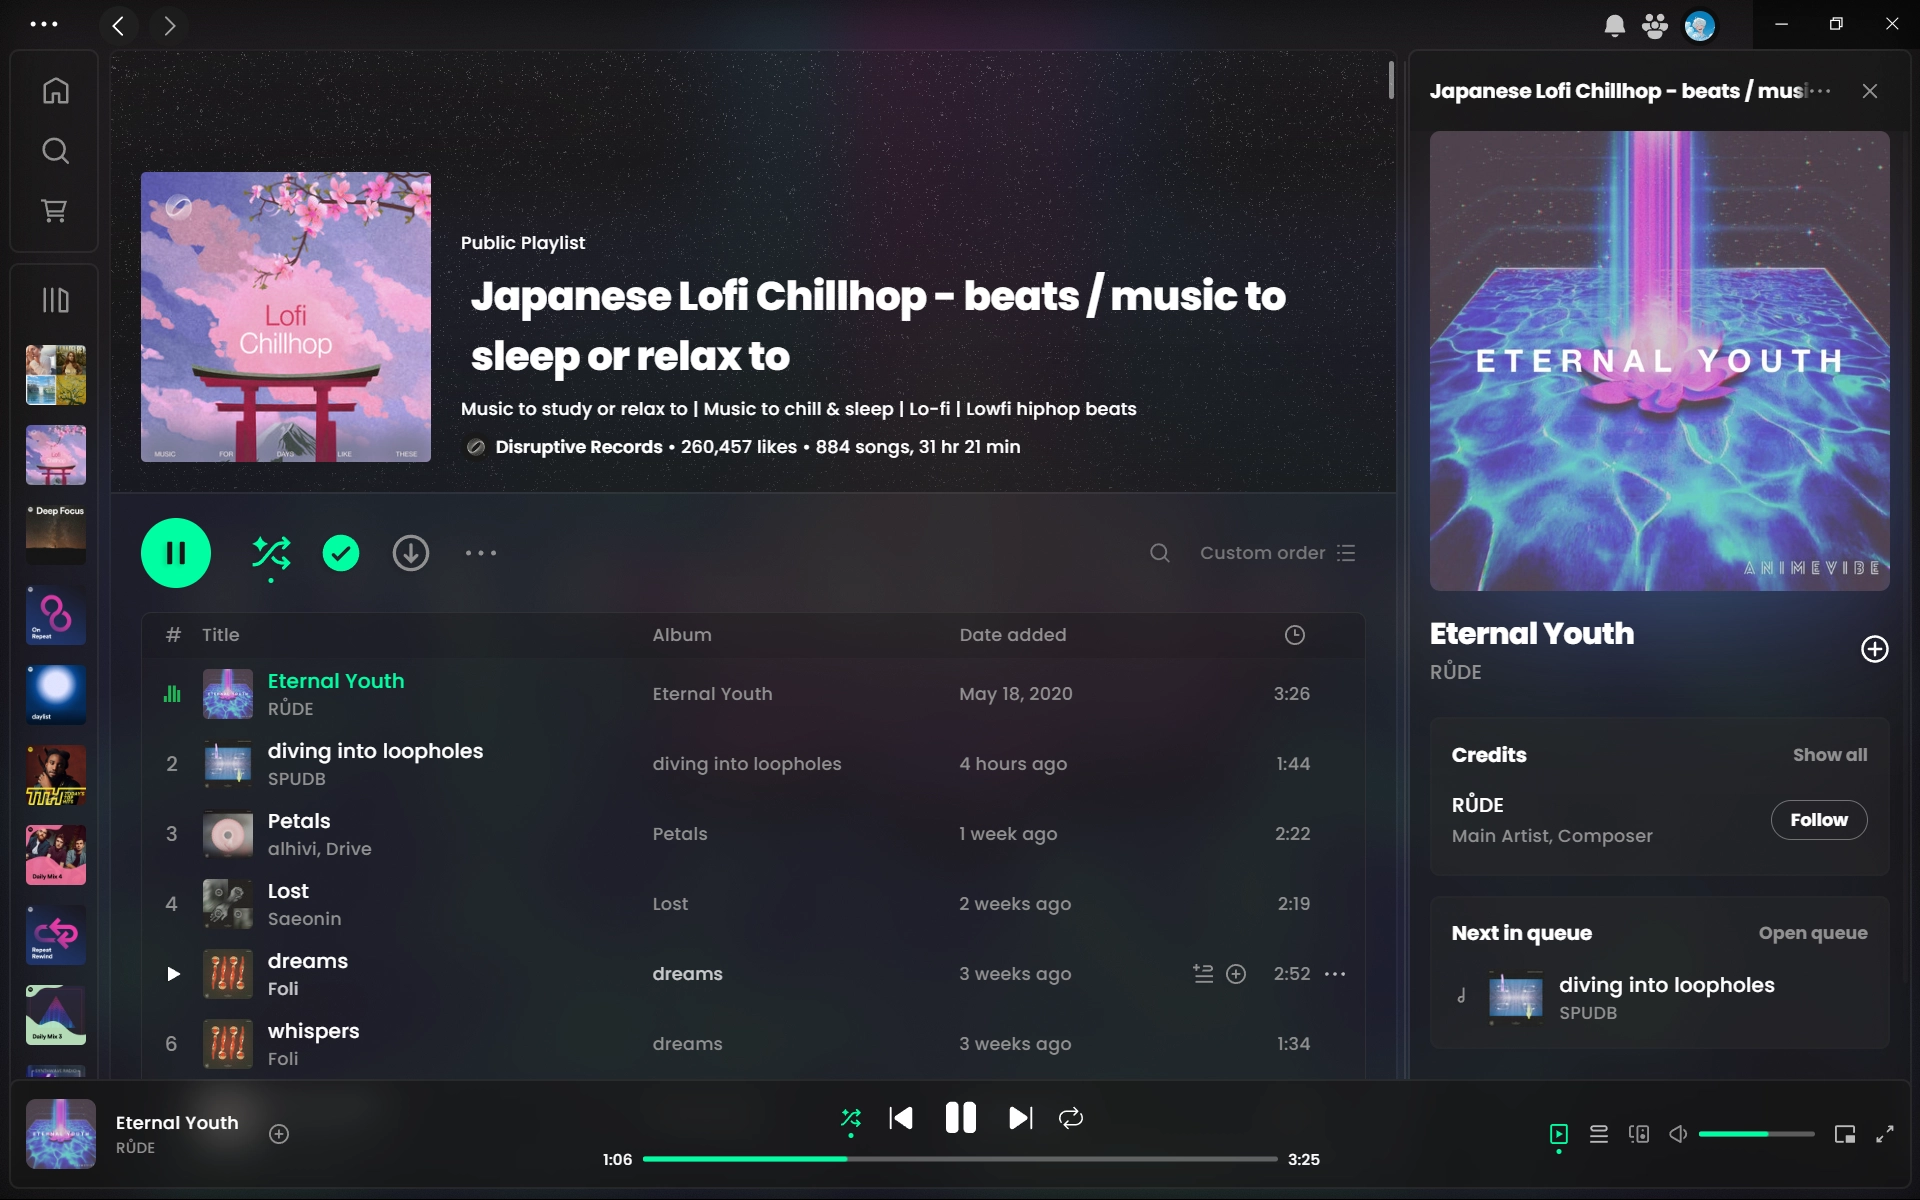 Japanese Lofi Chillhop - beats / musi
Lofi
Chillhop
MUSIC FOR DAYS LIKE THESE
Public Playlist
Japanese Lofi Chillhop - beats / music to
sleep or relax to
Music to study or relax to | Music to chill & sleep | Lo-fi | Lowfi hiphop beats
Disruptive Records • 260,457 likes • 884 songs, 31 hr 21 min
Deep Focus
On
Repeat
daylist
Daily Mix 4
Repeat
Rewind
Daily Mix 3
Custom order
# Title Album Date added
Eternal Youth
RŮDE
Eternal Youth May 18, 2020 3:26
2 diving into loopholes
SPUDB
diving into loopholes 4 hours ago 1:44
3 Petals
alhivi, Drive
Petals 1 week ago 2:22
4 Lost
Saeonin
Lost 2 weeks ago 2:19
dreams
Foli
dreams 3 weeks ago 2:52
6 whispers
Foli
dreams 3 weeks ago 1:34
ETERNAL YOUTH
ANIMEVIBE
Eternal Youth
RŮDE
Credits Show all
RŮDE
Main Artist, Composer
Follow
Next in queue Open queue
diving into loopholes
SPUDB
Eternal Youth
RŮDE
1:06 3:25